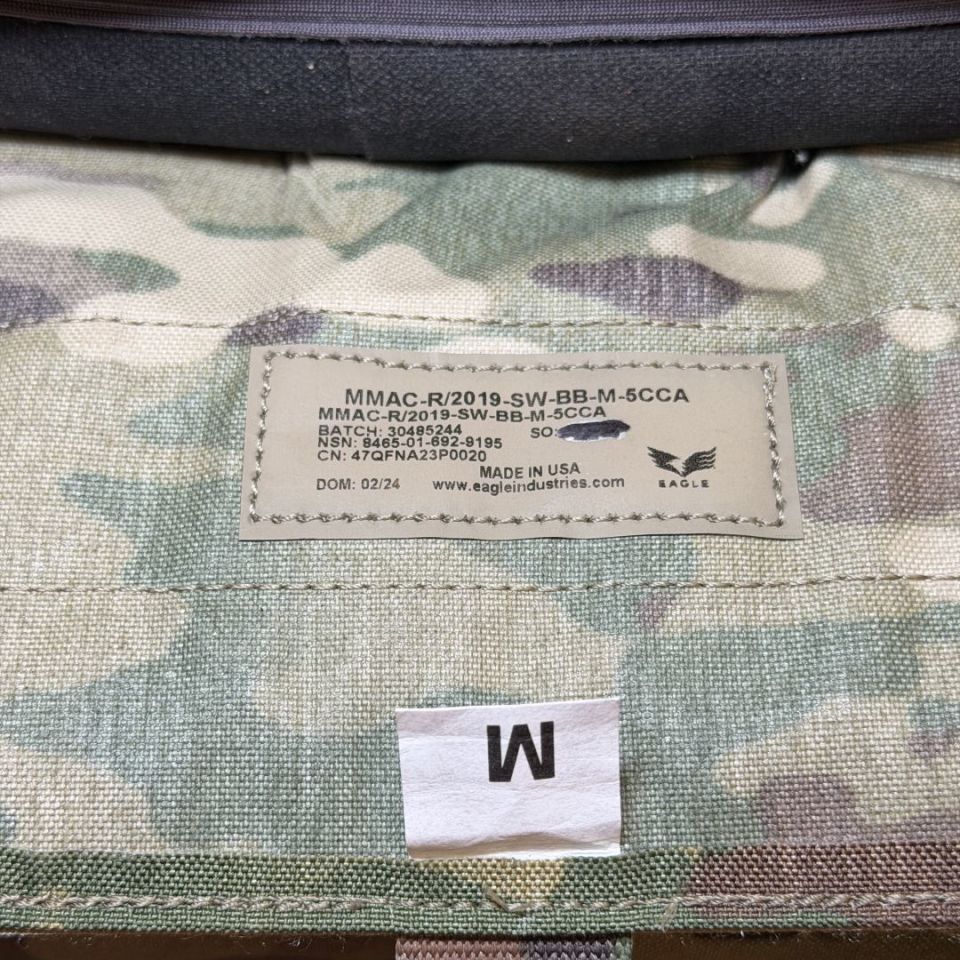 MMAC-R/2019-SW-BB-M-5CCA
MMAC-R/2019-SW-BB-M-5CCA
BATCH: 30485244 SO:
NSN: 8465-01-692-9195
CN: 47QFNA23P0020
MADE IN USA
DOM: 02/24 www.eagleindustries.com EAGLE
M